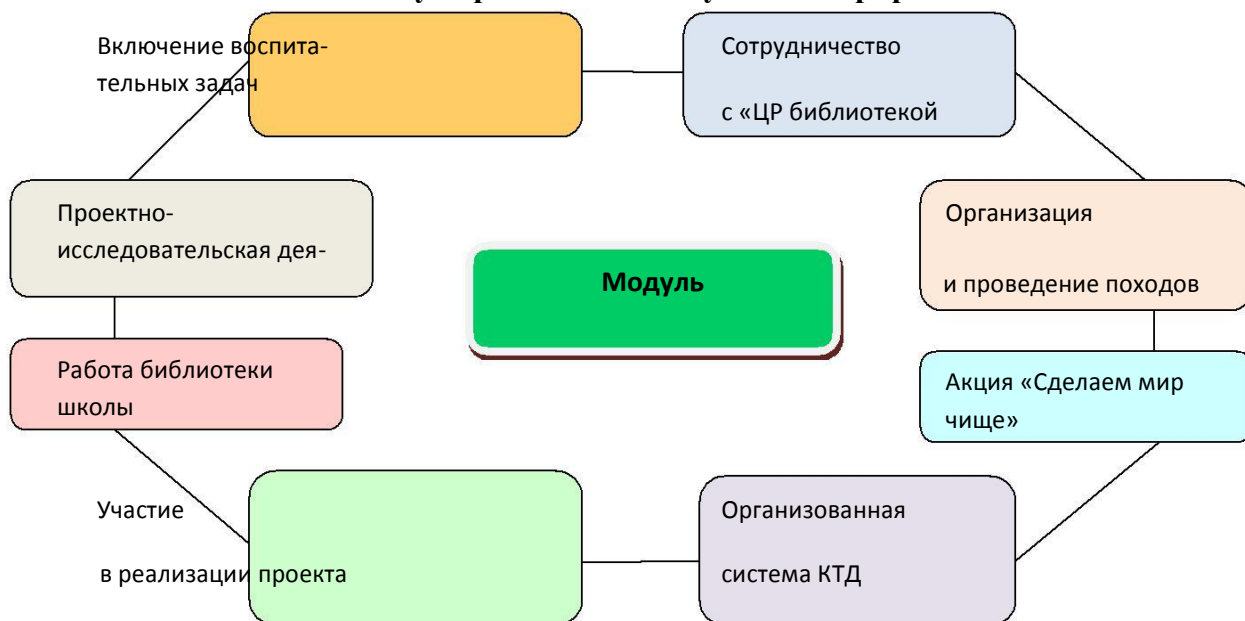 Включение воспита-
тельных задач
Сотрудничество
с «ЦР библиотекой
Проектно-
исследовательская дея-
Организация
и проведение походов
Модуль
Работа библиотеки
школы
Акция «Сделаем мир
чище»
Участие
в реализации проекта
Организованная
система КТД